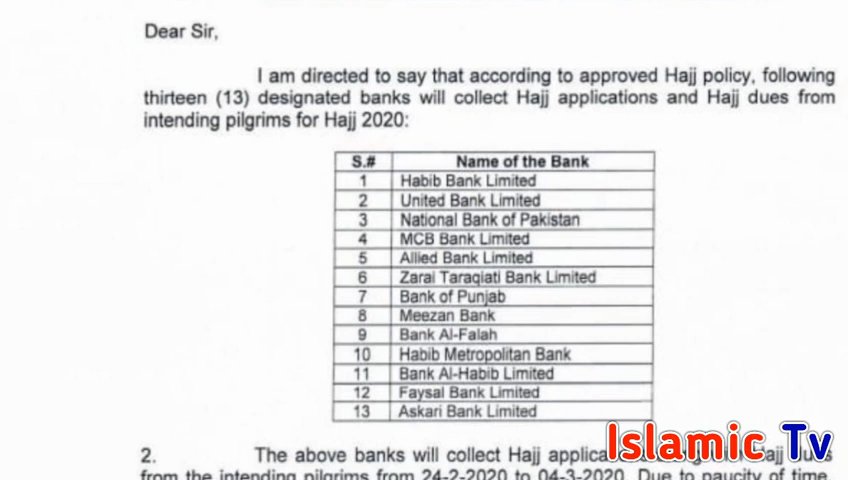 Dear Sir,
I am directed to say that according to approved Hajj policy, following
thirteen (13) designated banks will collect Hajj applications and Hajj dues from
intending pilgrims for Hajj 2020:
S.# Name of the Bank
1 Habib Bank Limited
2 United Bank Limited
3 National Bank of Pakistan
4 MCB Bank Limited
5 Allied Bank Limited
6 Zarai Taraqiati Bank Limited
7 Bank of Punjab
8 Meezan Bank
9 Bank Al-Falah
10 Habib Metropolitan Bank
11 Bank Al-Habib Limited
12 Faysal Bank Limited
13 Askari Bank Limited
2. The above banks will collect Hajj
from the intending pilgrims from 24-2-2020 to 04-3-2020. Due to paucity of time,
Islamic Tv